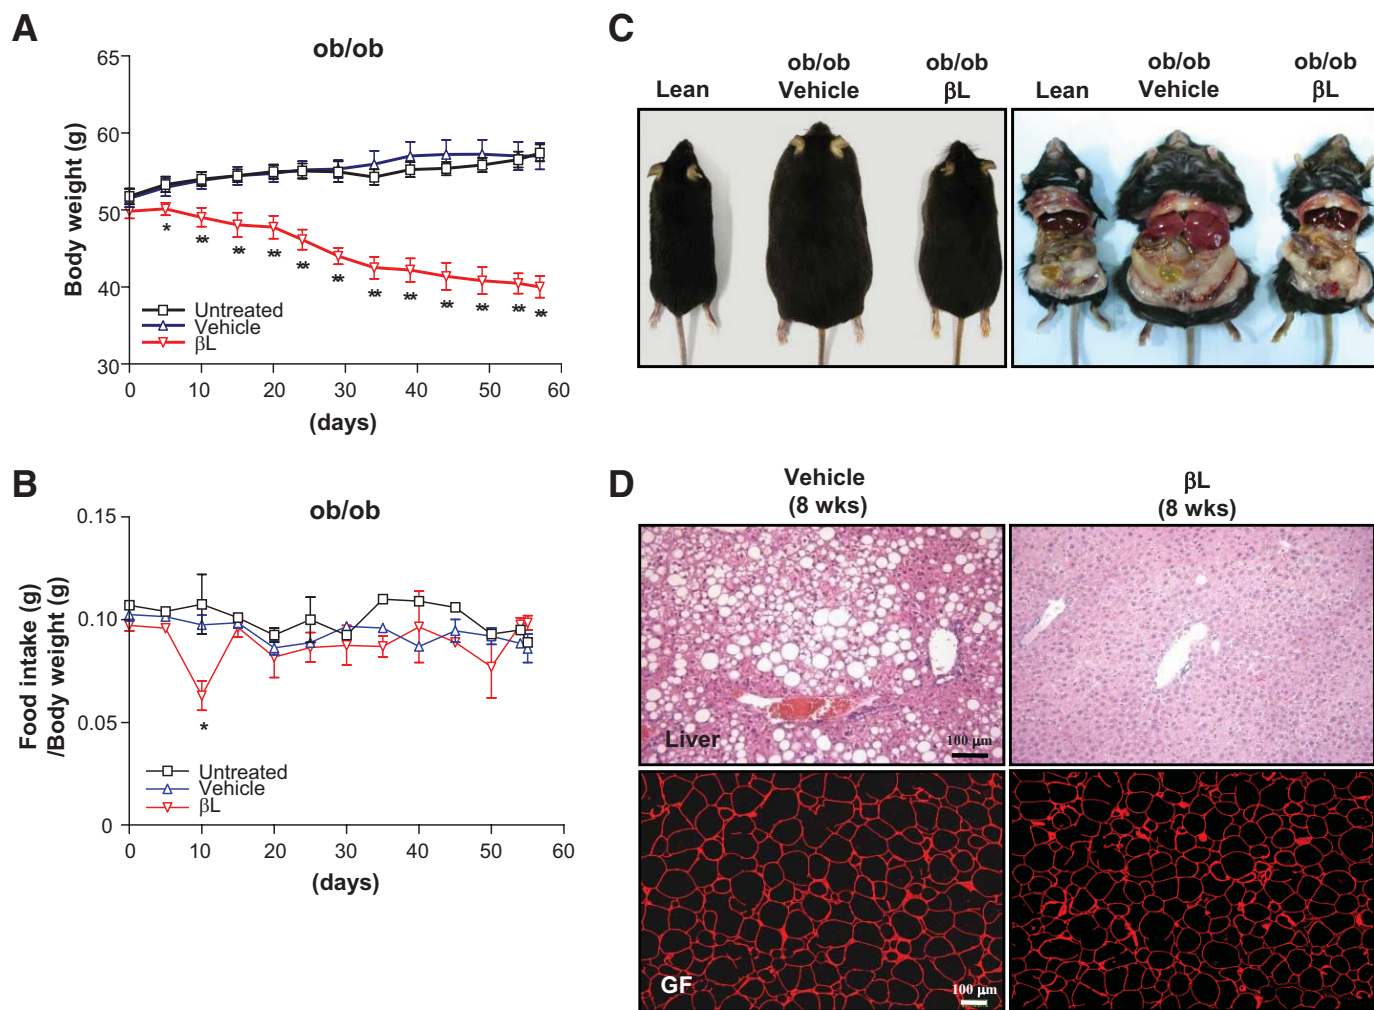 A
ob/ob
65
60
50
40
30
Body weight (g)
Untreated
Vehicle
βL
* ** ** ** ** ** ** ** ** ** ** **
0 10 20 30 40 50 60
(days)
B
ob/ob
0.15
0.10
0.05
0
Food intake (g)
/Body weight (g)
*
Untreated
Vehicle
βL
0 10 20 30 40 50 60
(days)
C
Lean
ob/ob
Vehicle
ob/ob
βL
Lean
ob/ob
Vehicle
ob/ob
βL
D
Vehicle
(8 wks)
βL
(8 wks)
Liver
100 µm
GF
100 µm